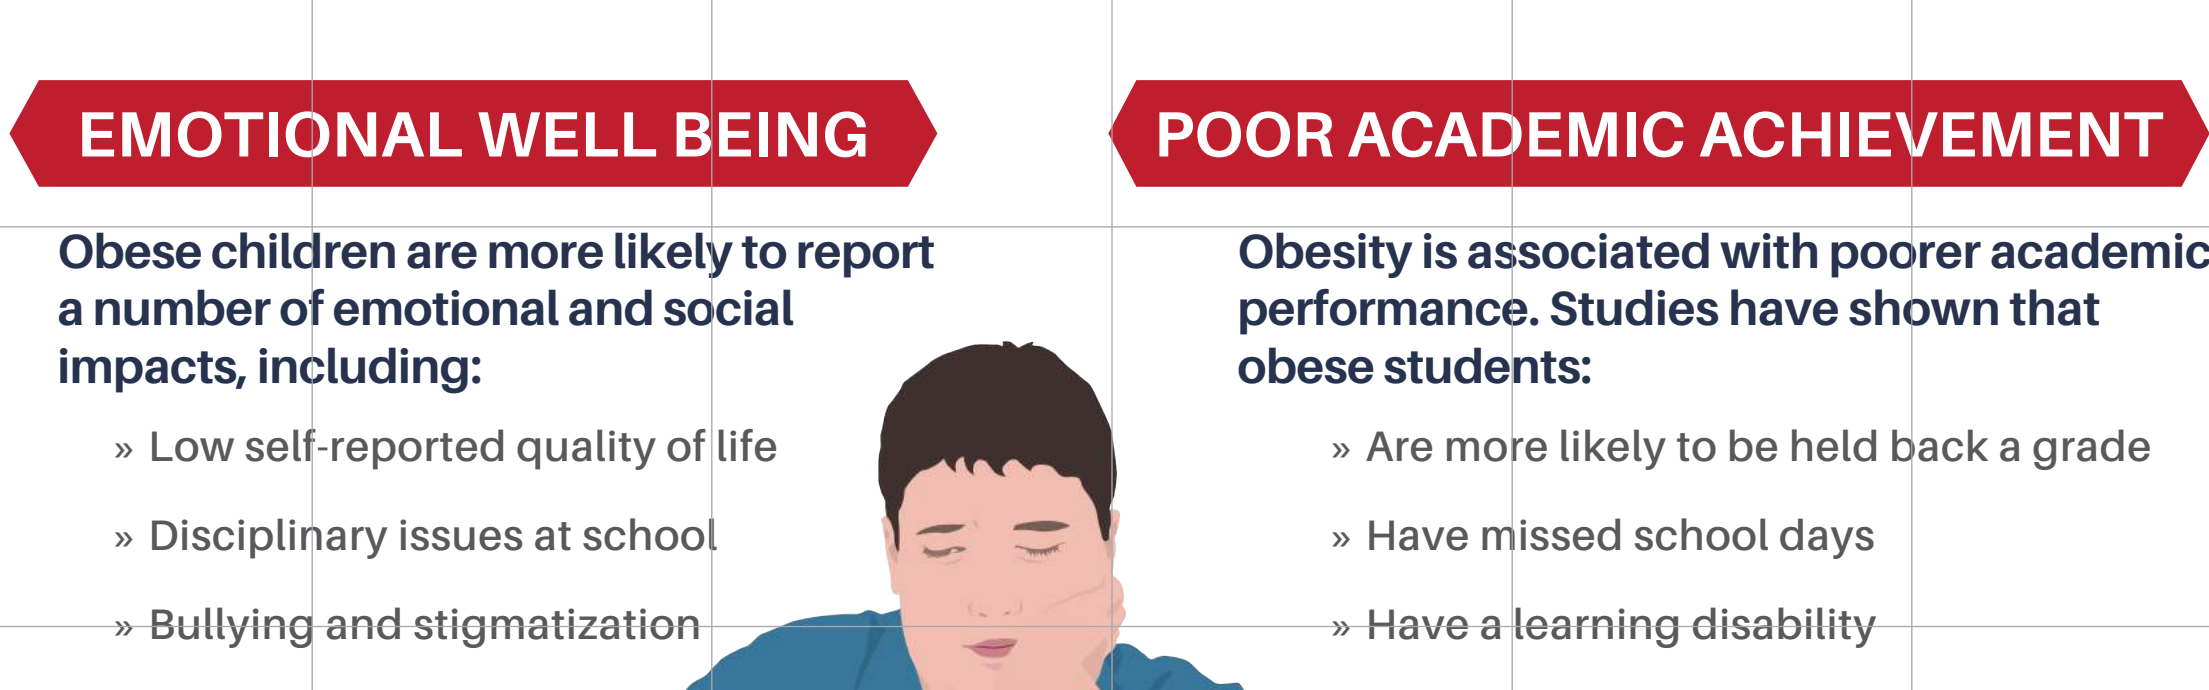 EMOTIONAL WELL BEING
Obese children are more likely to report
a number of emotional and social
impacts, including:
» Low self-reported quality of life
» Disciplinary issues at school
» Bullying and stigmatization
POOR ACADEMIC ACHIEVEMENT
Obesity is associated with poorer academic
performance. Studies have shown that
obese students:
» Are more likely to be held back a grade
» Have missed school days
» Have a learning disability